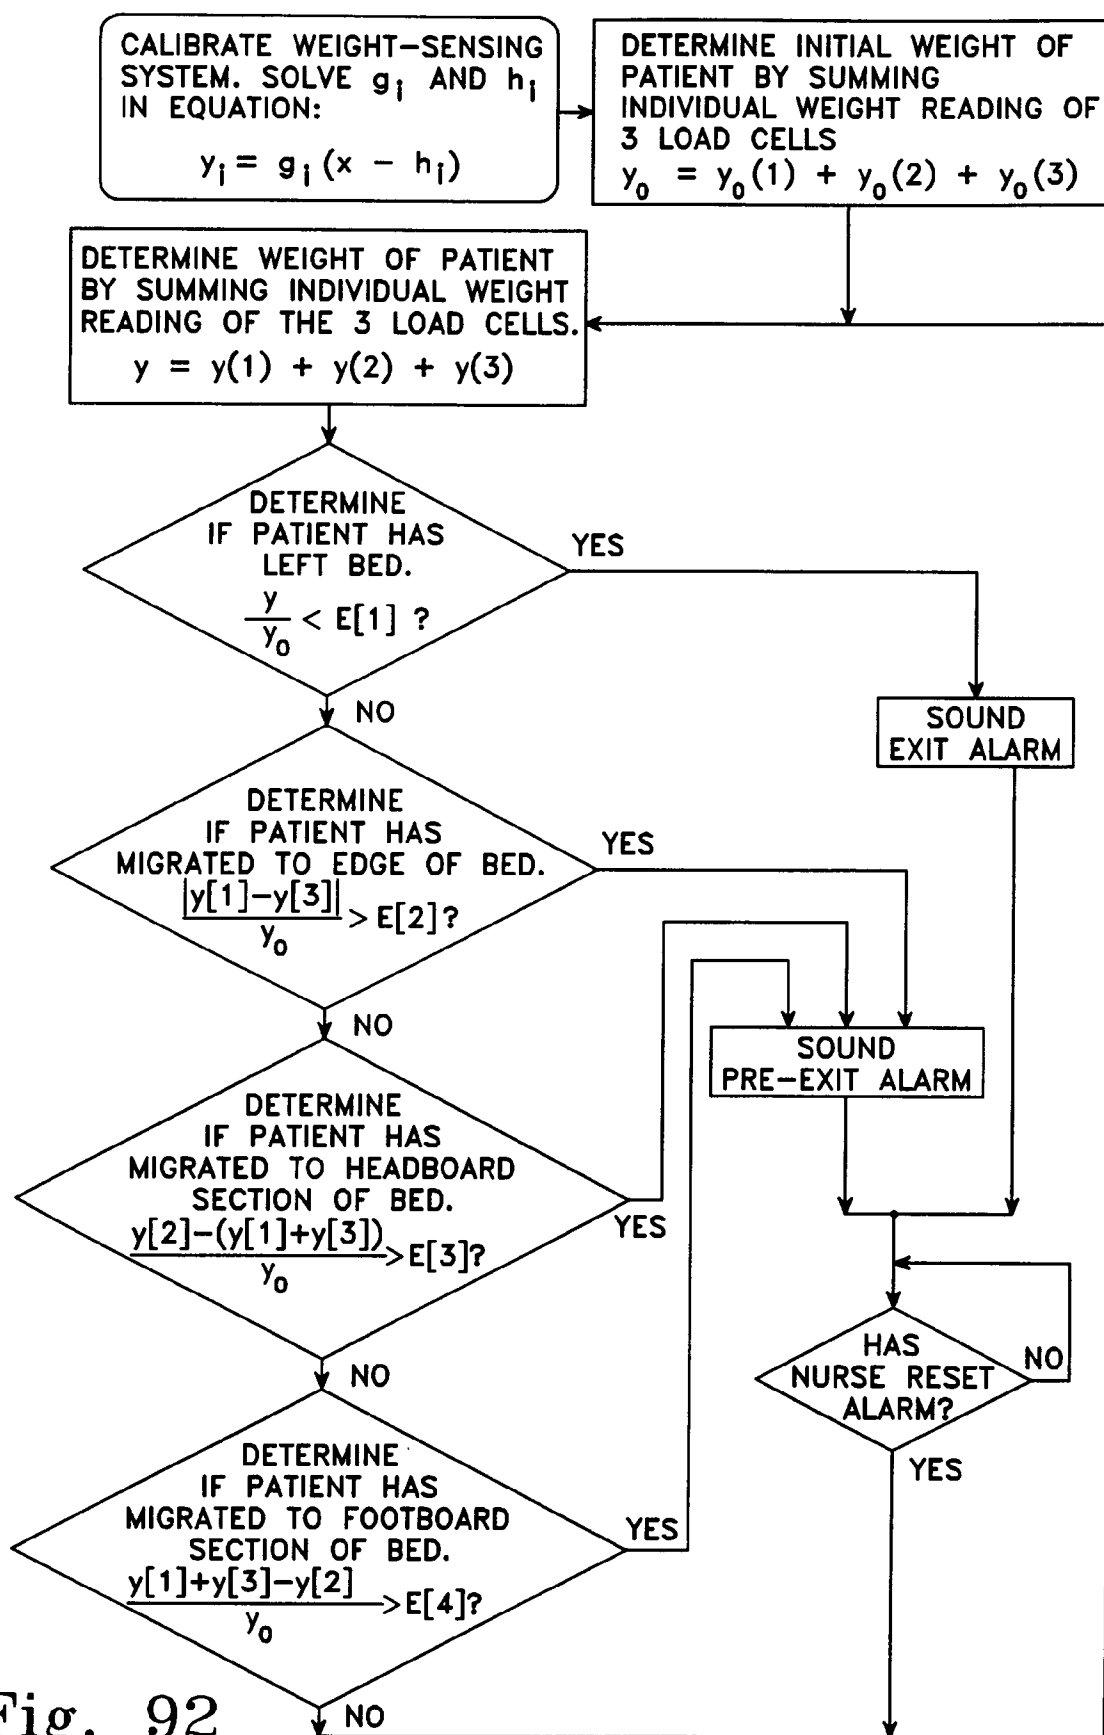 CALIBRATE WEIGHT-SENSING
SYSTEM. SOLVE gᵢ AND hᵢ
IN EQUATION:
yᵢ = gᵢ (x - hᵢ)
DETERMINE INITIAL WEIGHT OF
PATIENT BY SUMMING
INDIVIDUAL WEIGHT READING OF
3 LOAD CELLS
y₀ = y₀(1) + y₀(2) + y₀(3)
DETERMINE WEIGHT OF PATIENT
BY SUMMING INDIVIDUAL WEIGHT
READING OF THE 3 LOAD CELLS.
y = y(1) + y(2) + y(3)
DETERMINE
IF PATIENT HAS
LEFT BED.
y/y₀ < E[1] ?
YES
NO
SOUND
EXIT ALARM
DETERMINE
IF PATIENT HAS
MIGRATED TO EDGE OF BED.
|y[1]-y[3]|/y₀ > E[2]?
YES
NO
SOUND
PRE-EXIT ALARM
DETERMINE
IF PATIENT HAS
MIGRATED TO HEADBOARD
SECTION OF BED.
y[2]-(y[1]+y[3])/y₀ >E[3]?
YES
NO
HAS
NURSE RESET
ALARM?
NO
YES
DETERMINE
IF PATIENT HAS
MIGRATED TO FOOTBOARD
SECTION OF BED.
y[1]+y[3]-y[2]/y₀ >E[4]?
YES
NO
Fig. 92